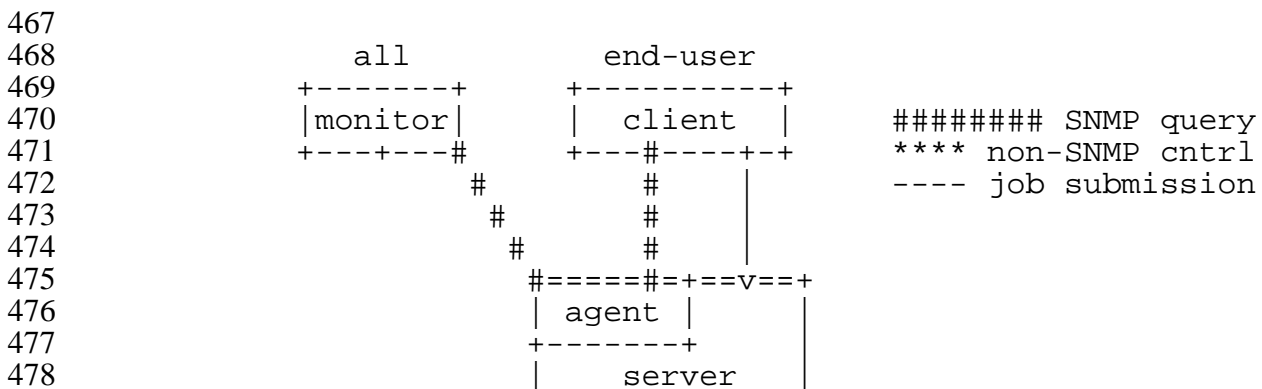 467
468                all            end-user
469             +-------+     +----------+
470             |monitor|     |  client  |     ######## SNMP query
471             +---+---#     +---#----+-+     **** non-SNMP cntrl
472                      #        #    |       ---- job submission
473                       #       #    |
474                        #      #    |
475                         #=====#=+==v==+
476                         | agent |     |
477                         +-------+     |
478                         |    server   |